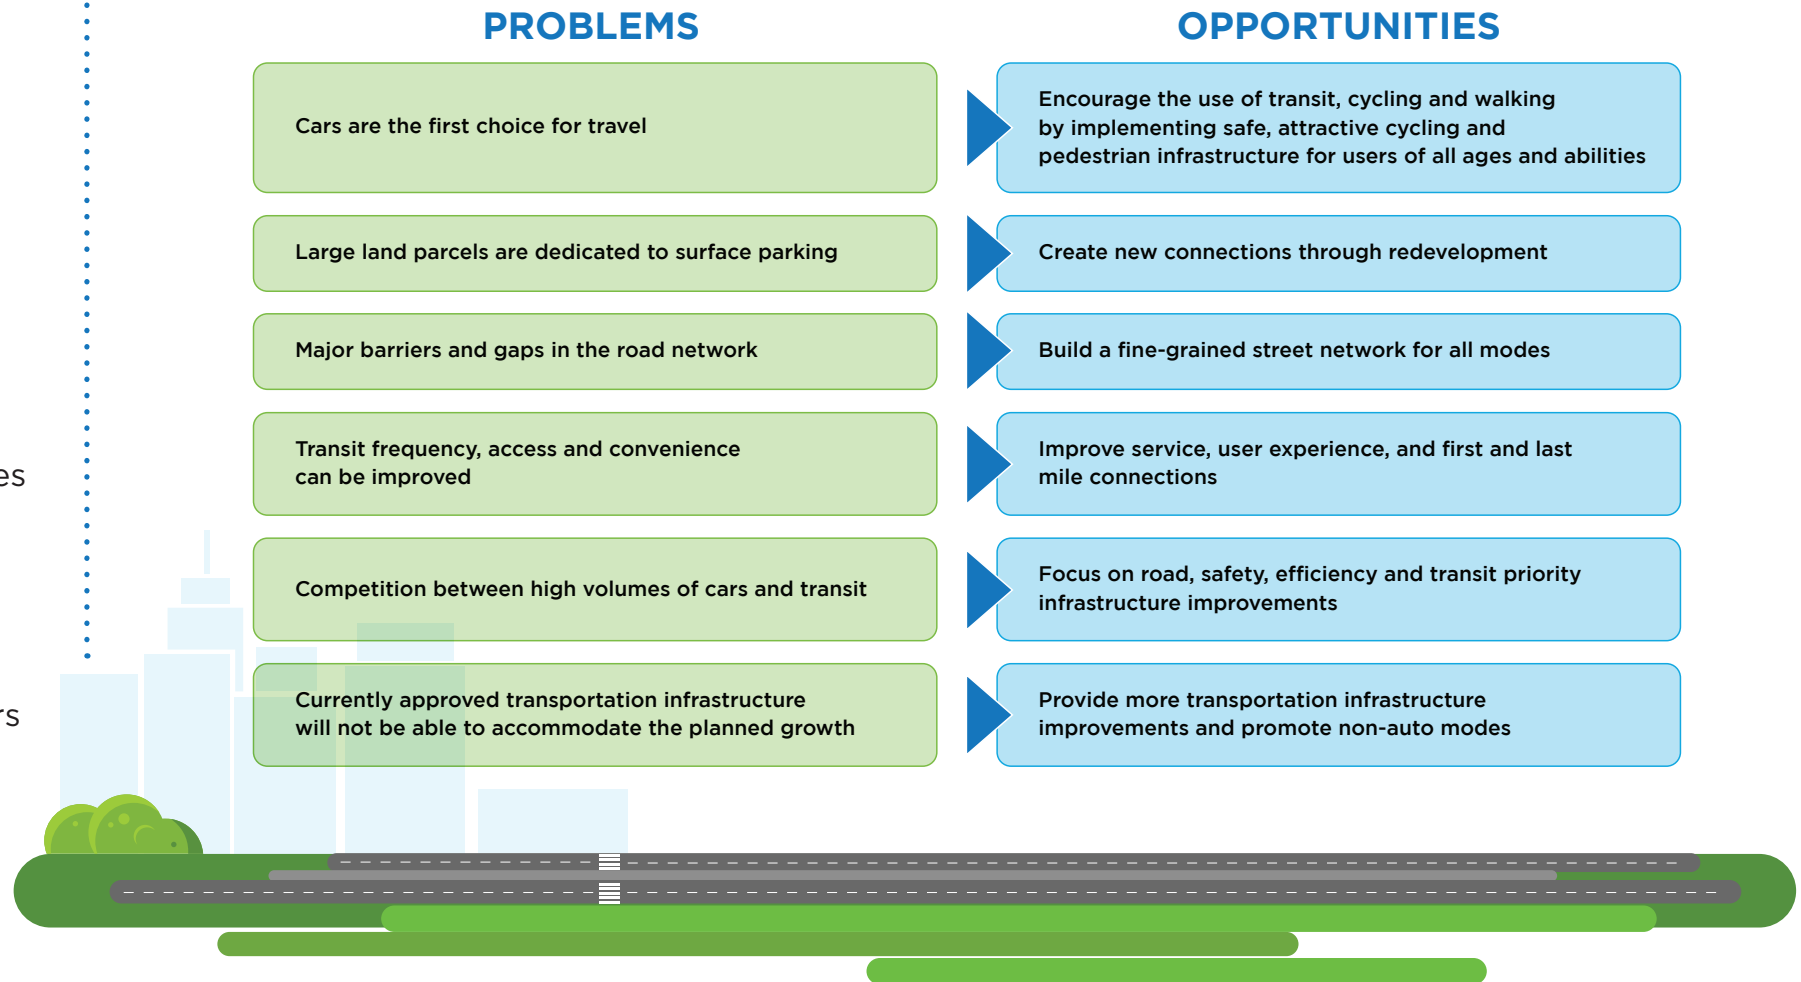 PROBLEMS
OPPORTUNITIES
Cars are the first choice for travel
Encourage the use of transit, cycling and walking
by implementing safe, attractive cycling and
pedestrian infrastructure for users of all ages and abilities
Large land parcels are dedicated to surface parking
Create new connections through redevelopment
Major barriers and gaps in the road network
Build a fine-grained street network for all modes
Transit frequency, access and convenience
can be improved
Improve service, user experience, and first and last
mile connections
Competition between high volumes of cars and transit
Focus on road, safety, efficiency and transit priority
infrastructure improvements
Currently approved transportation infrastructure
will not be able to accommodate the planned growth
Provide more transportation infrastructure
improvements and promote non-auto modes